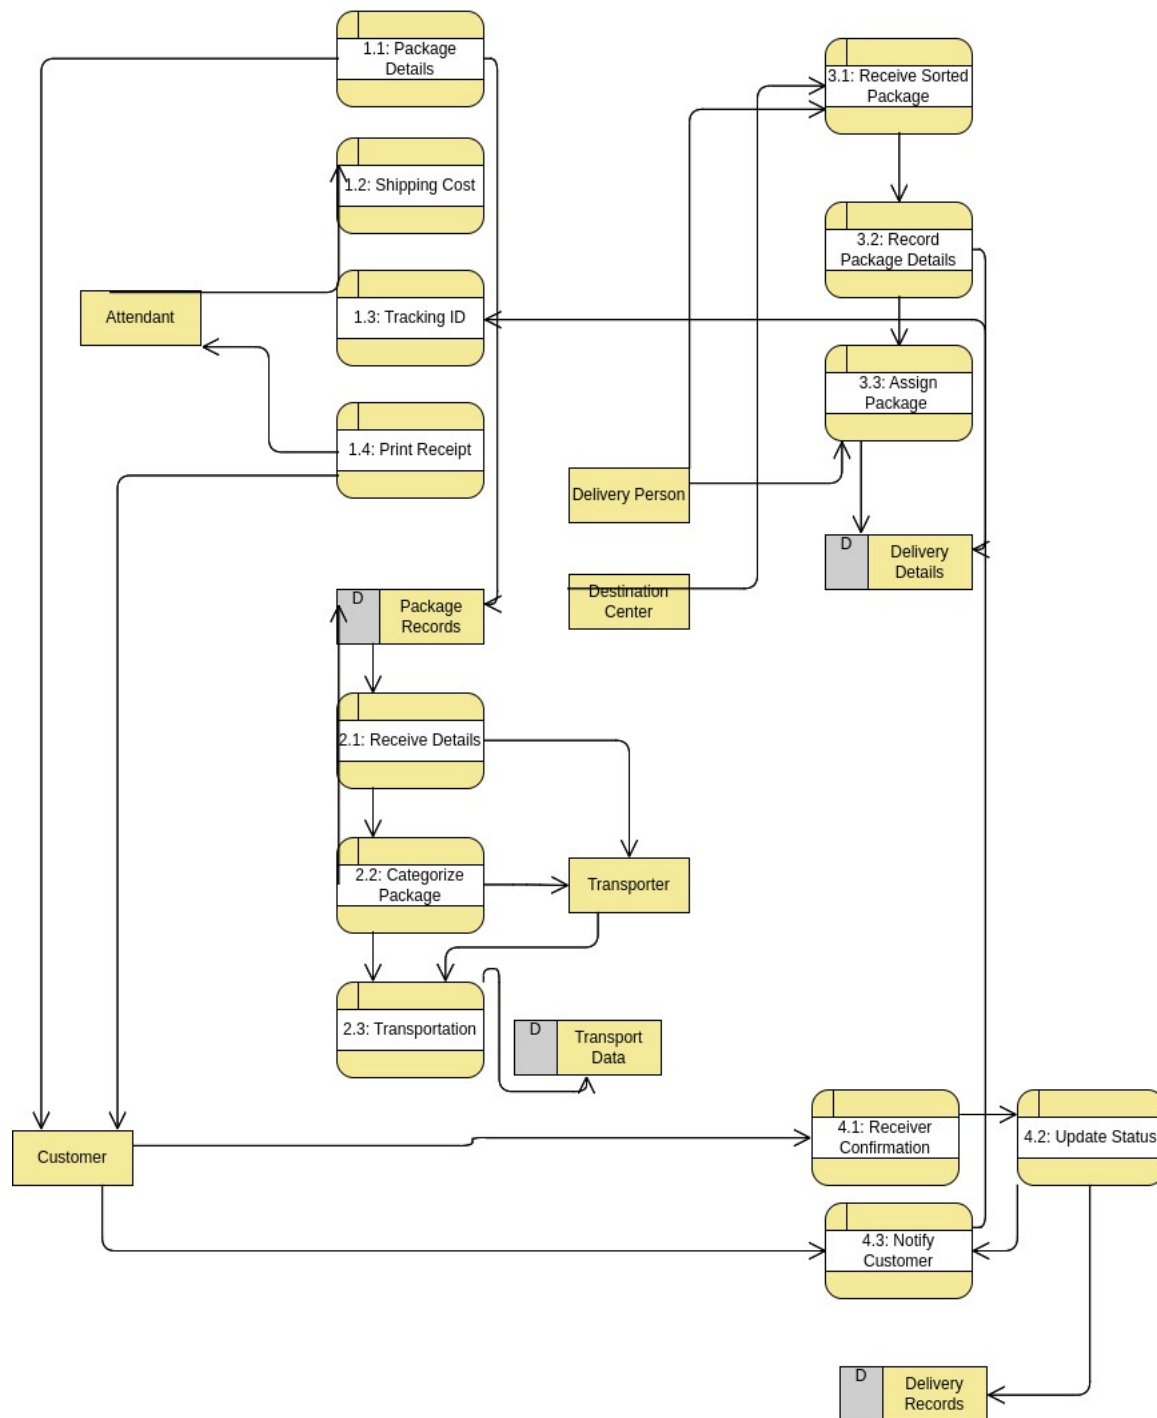 1.1: Package
Details
3.1: Receive Sorted
Package
1.2: Shipping Cost
3.2: Record
Package Details
Attendant
1.3: Tracking ID
3.3: Assign
Package
1.4: Print Receipt
Delivery Person
D
Delivery
Details
D
Package
Records
Destination
Center
2.1: Receive Details
2.2: Categorize
Package
Transporter
2.3: Transportation
D
Transport
Data
4.1: Receiver
Confirmation
4.2: Update Status
Customer
4.3: Notify
Customer
D
Delivery
Records